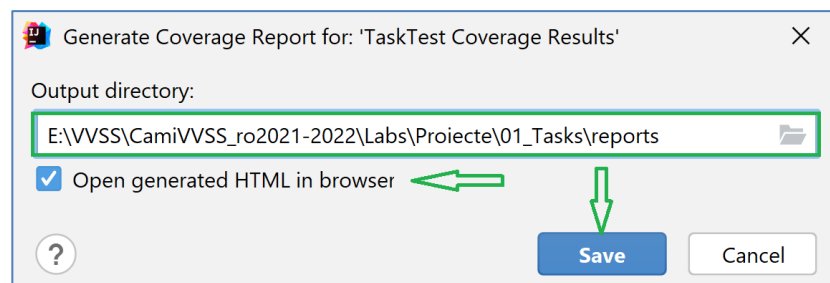 IJ
Generate Coverage Report for: 'TaskTest Coverage Results'
Output directory:
E:\VVSS\CamiVVSS_ro2021-2022\Labs\Proiecte\01_Tasks\reports
Open generated HTML in browser
? Save Cancel